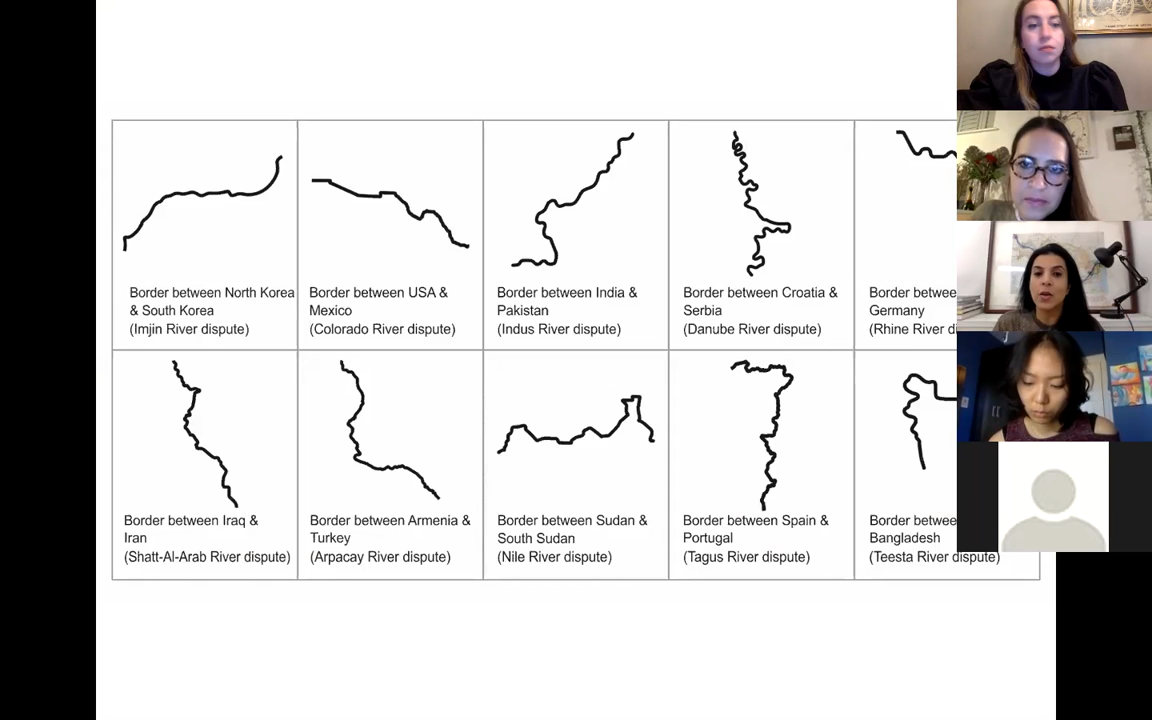 Border between North Korea
& South Korea
(Imjin River dispute)
Border between USA &
Mexico
(Colorado River dispute)
Border between India &
Pakistan
(Indus River dispute)
Border between Croatia &
Serbia
(Danube River dispute)
Border betwee
Germany
(Rhine River di
Border between Iraq &
Iran
(Shatt-Al-Arab River dispute)
Border between Armenia &
Turkey
(Arpacay River dispute)
Border between Sudan &
South Sudan
(Nile River dispute)
Border between Spain &
Portugal
(Tagus River dispute)
Border betwee
Bangladesh
(Teesta River dispute)